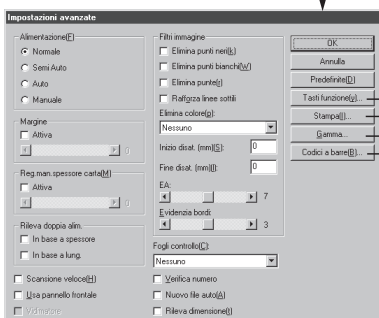 Impostazioni avanzate
Alimentazione(F)
Normale
Semi Auto
Auto
Manuale
Margine
Attiva
0
Reg.man.spessore carta(M)
Attiva
0
Rileva doppia alim.
In base a spessore
In base a lung.
Scansione veloce(H)
Usa pannello frontale
Vidimatore
Filtri immagine
Elimina punti neri(k)
Elimina punti bianchi(W)
Elimina punte(r)
Rafforza linee sottili
Elimina colore(o):
Nessuno
Inizio disat. (mm)(S):
0
Fine disat. (mm)(I):
0
EA:
7
Evidenzia bordi:
3
Fogli controllo(C):
Nessuno
Verifica numero
Nuovo file auto(A)
Rileva dimensione(t)
OK
Annulla
Predefinite(D)
Tasti funzione(v)...
Stampa(I)...
Gamma...
Codici a barre(B)...